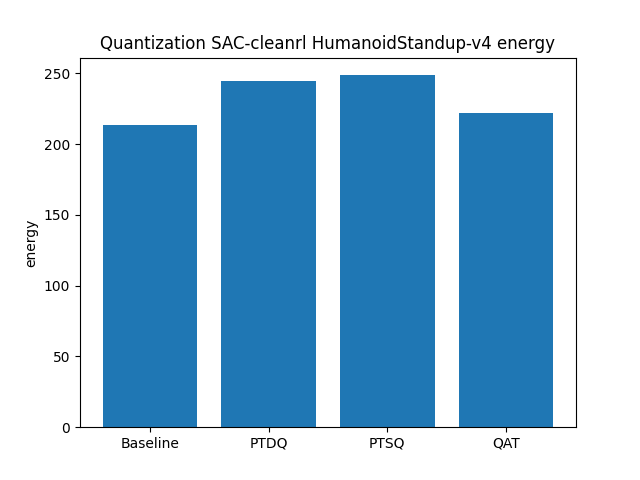 Quantization SAC-cleanrl HumanoidStandup-v4 energy
energy
250
200
150
100
50
0
Baseline PTDQ PTSQ QAT